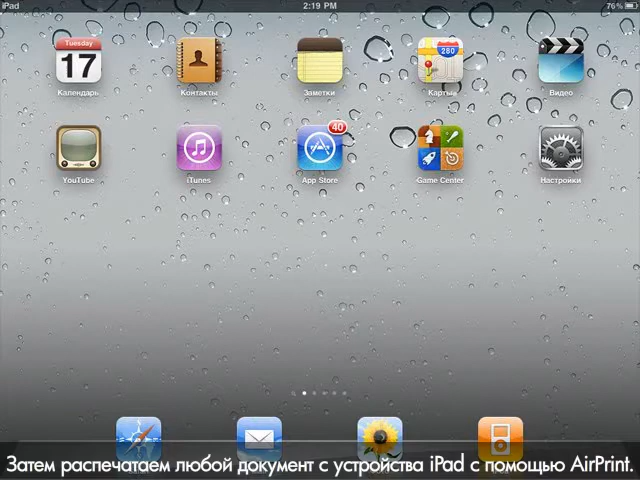 iPad 2:19 PM 76%
Tuesday
17
280
Календарь Контакты Заметки Карты Видео
40
YouTube iTunes App Store Game Center Настройки
Затем распечатаем любой документ с устройства iPad с помощью AirPrint.